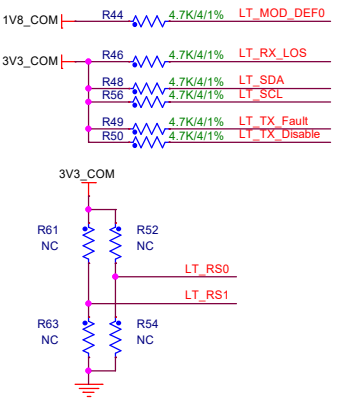 1V8_COM R44 4.7K/4/1% LT_MOD_DEF0
3V3_COM R46 4.7K/4/1% LT_RX_LOS
R48 4.7K/4/1% LT_SDA
R56 4.7K/4/1% LT_SCL
R49 4.7K/4/1% LT_TX_Fault
R50 4.7K/4/1% LT_TX_Disable
3V3_COM
R61 R52
NC NC
LT_RS0
LT_RS1
R63 R54
NC NC